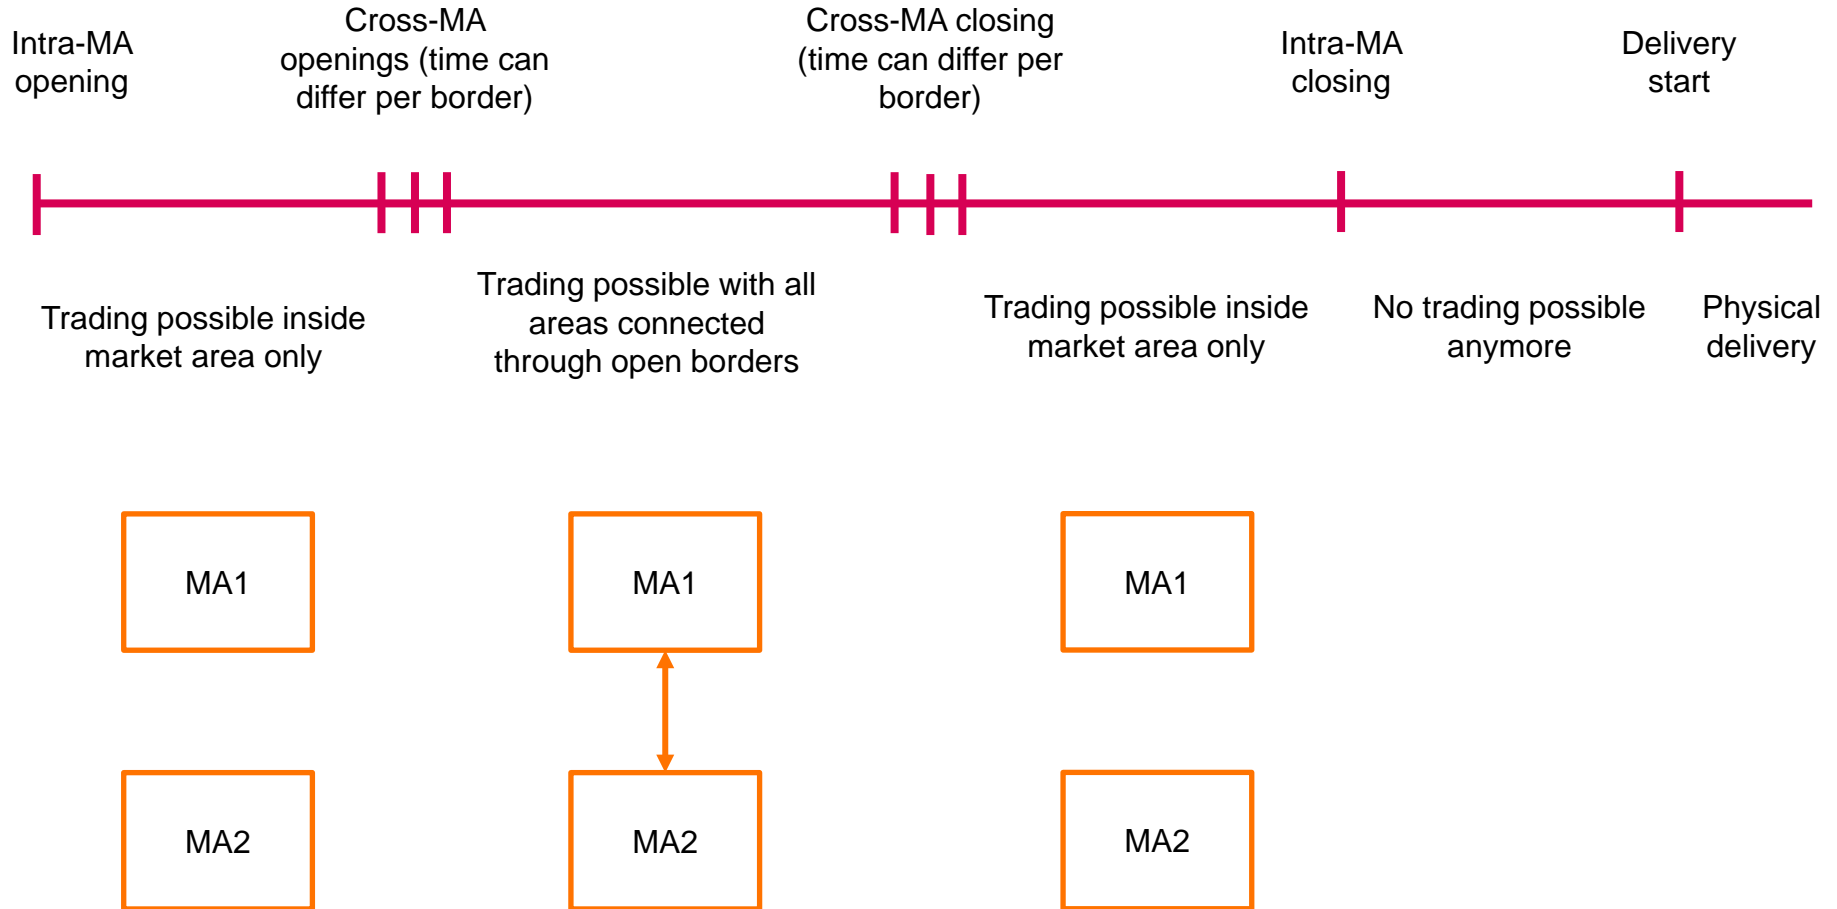 Intra-MA
opening
Cross-MA
openings (time can
differ per border)
Cross-MA closing
(time can differ per
border)
Intra-MA
closing
Delivery
start
Trading possible inside
market area only
Trading possible with all
areas connected
through open borders
Trading possible inside
market area only
No trading possible
anymore
Physical
delivery
MA1
MA1
MA1
MA2
MA2
MA2